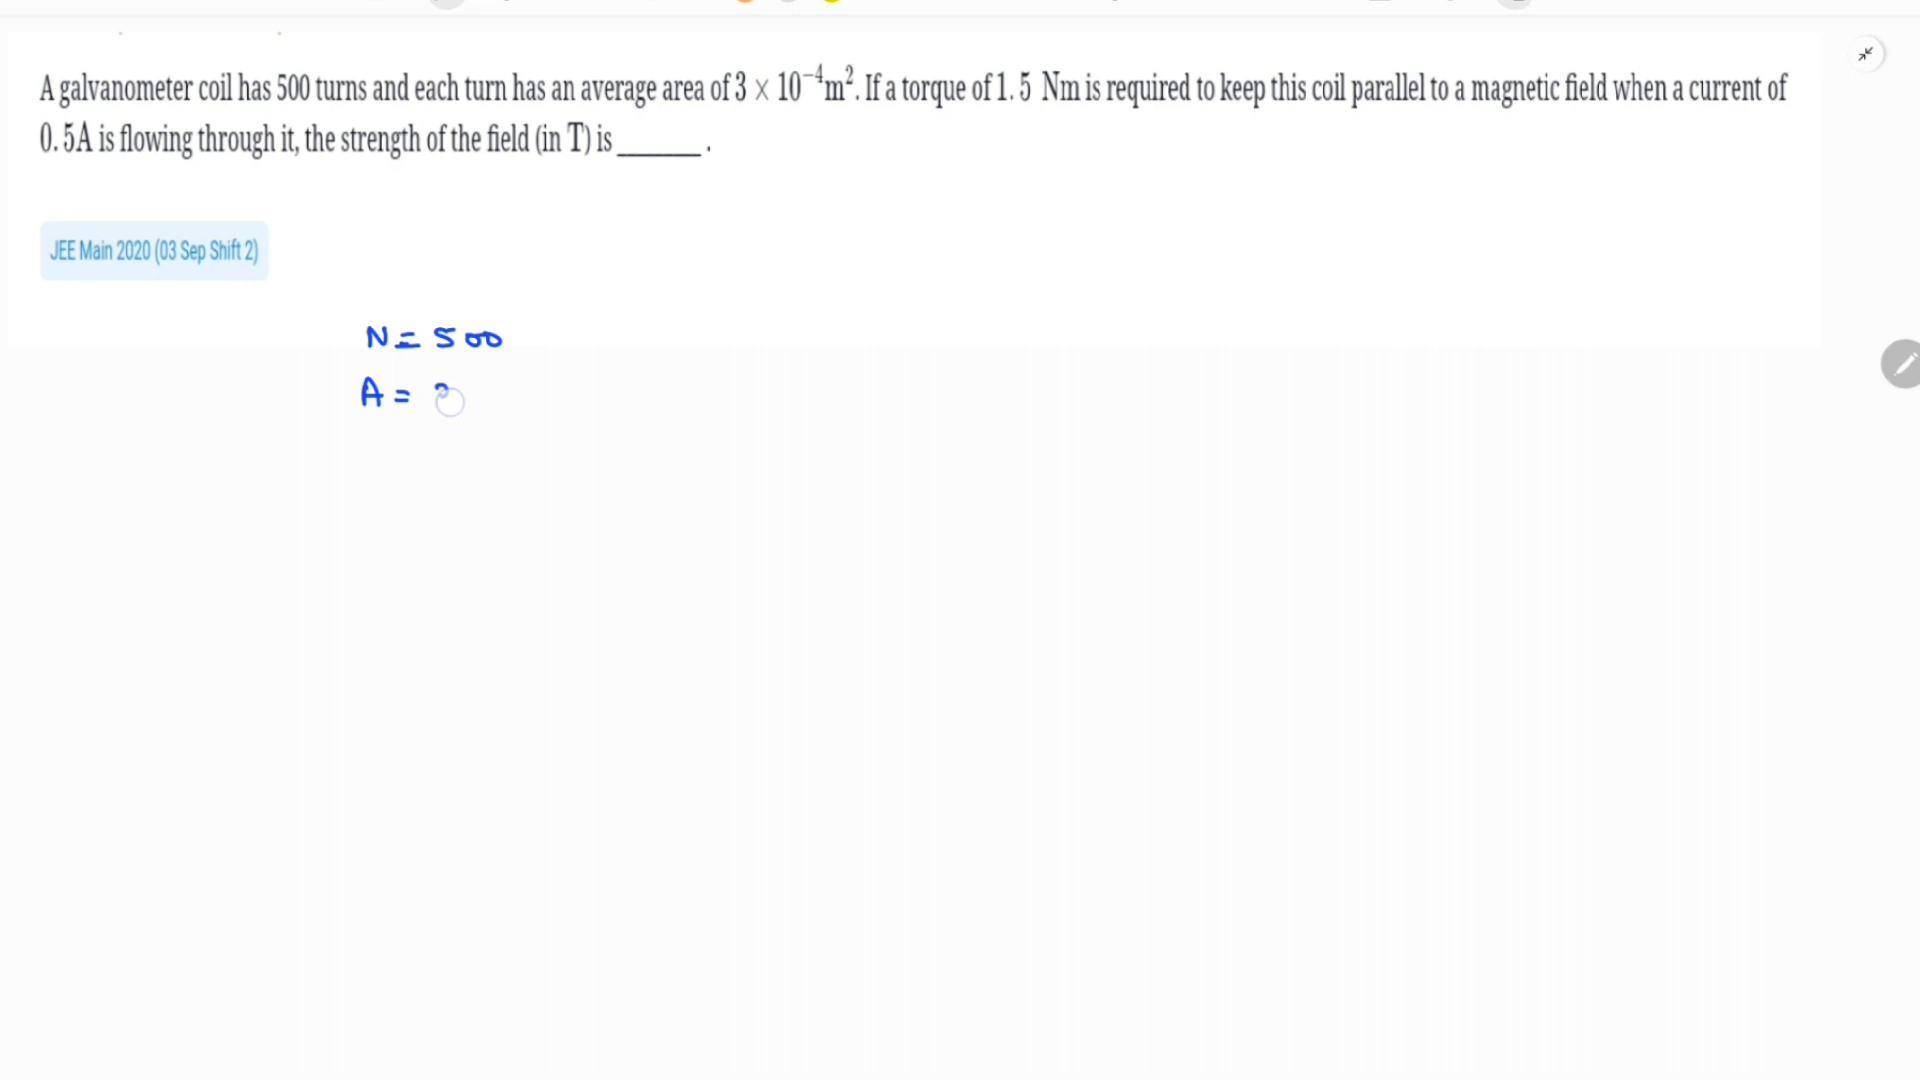 A galvanometer coil has 500 turns and each turn has an average area of 3 × 10⁻⁴m². If a torque of 1. 5 Nm is required to keep this coil parallel to a magnetic field when a current of
0. 5A is flowing through it, the strength of the field (in T) is ______ .
JEE Main 2020 (03 Sep Shift 2)
N = 500
A =